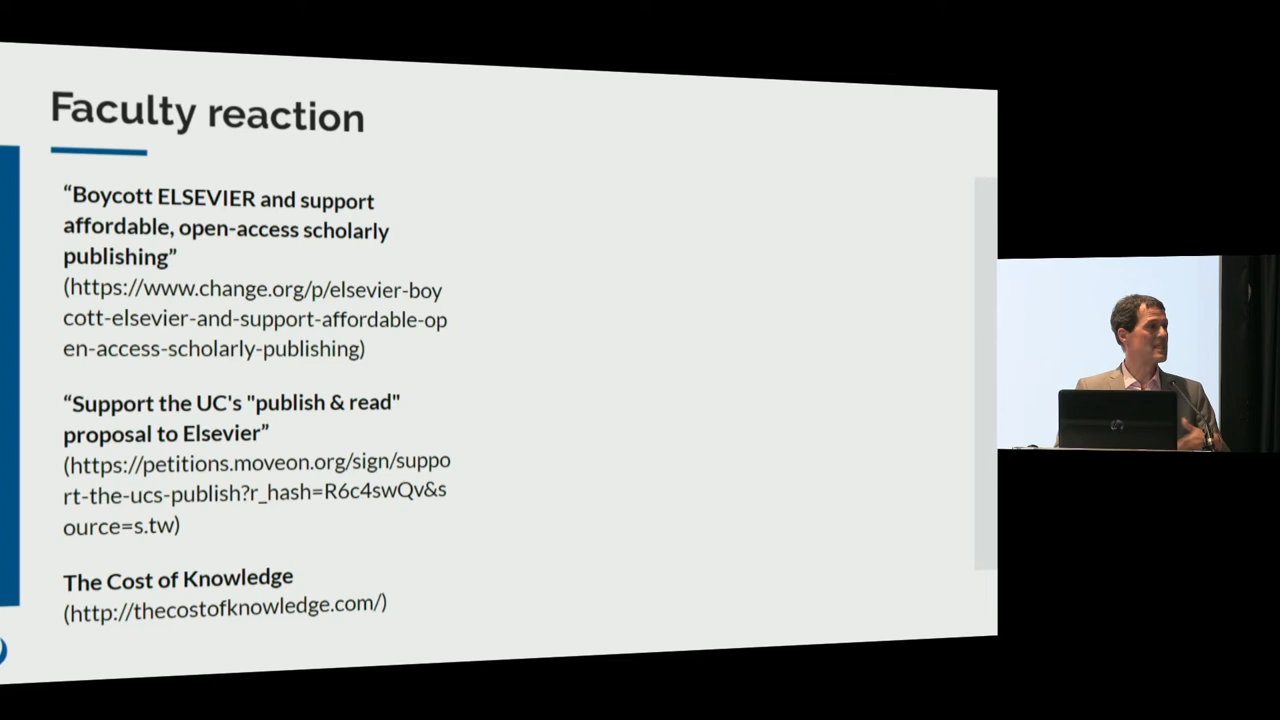 Faculty reaction
“Boycott ELSEVIER and support
affordable, open-access scholarly
publishing”
(https://www.change.org/p/elsevier-boy
cott-elsevier-and-support-affordable-op
en-access-scholarly-publishing)
“Support the UC's "publish & read"
proposal to Elsevier”
(https://petitions.moveon.org/sign/suppo
rt-the-ucs-publish?r_hash=R6c4swQv&s
ource=s.tw)
The Cost of Knowledge
(http://thecostofknowledge.com/)
hp